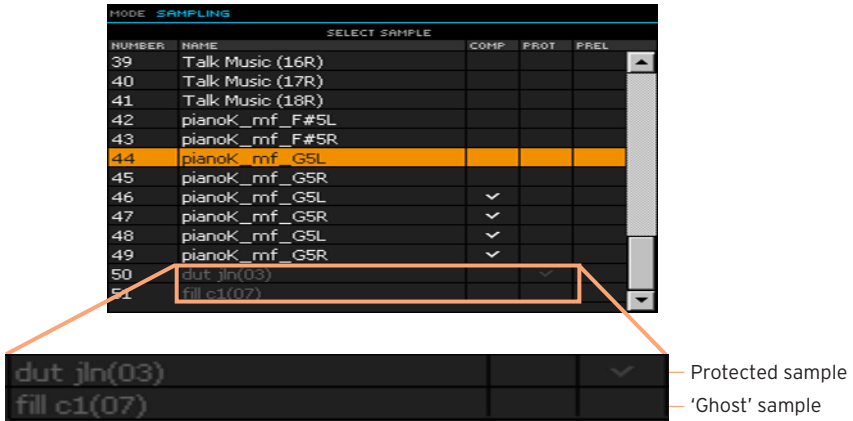 MODE SAMPLING
SELECT SAMPLE
NUMBER NAME COMP PROT PREL
39 Talk Music (16R)
40 Talk Music (17R)
41 Talk Music (18R)
42 pianoK_mf_F#5L
43 pianoK_mf_F#5R
44 pianoK_mf_G5L
45 pianoK_mf_G5R
46 pianoK_mf_G5L
47 pianoK_mf_G5R
48 pianoK_mf_G5L
49 pianoK_mf_G5R
50 dut jln(03)
51 fill c1(07)
dut jln(03) Protected sample
fill c1(07) ‘Ghost’ sample